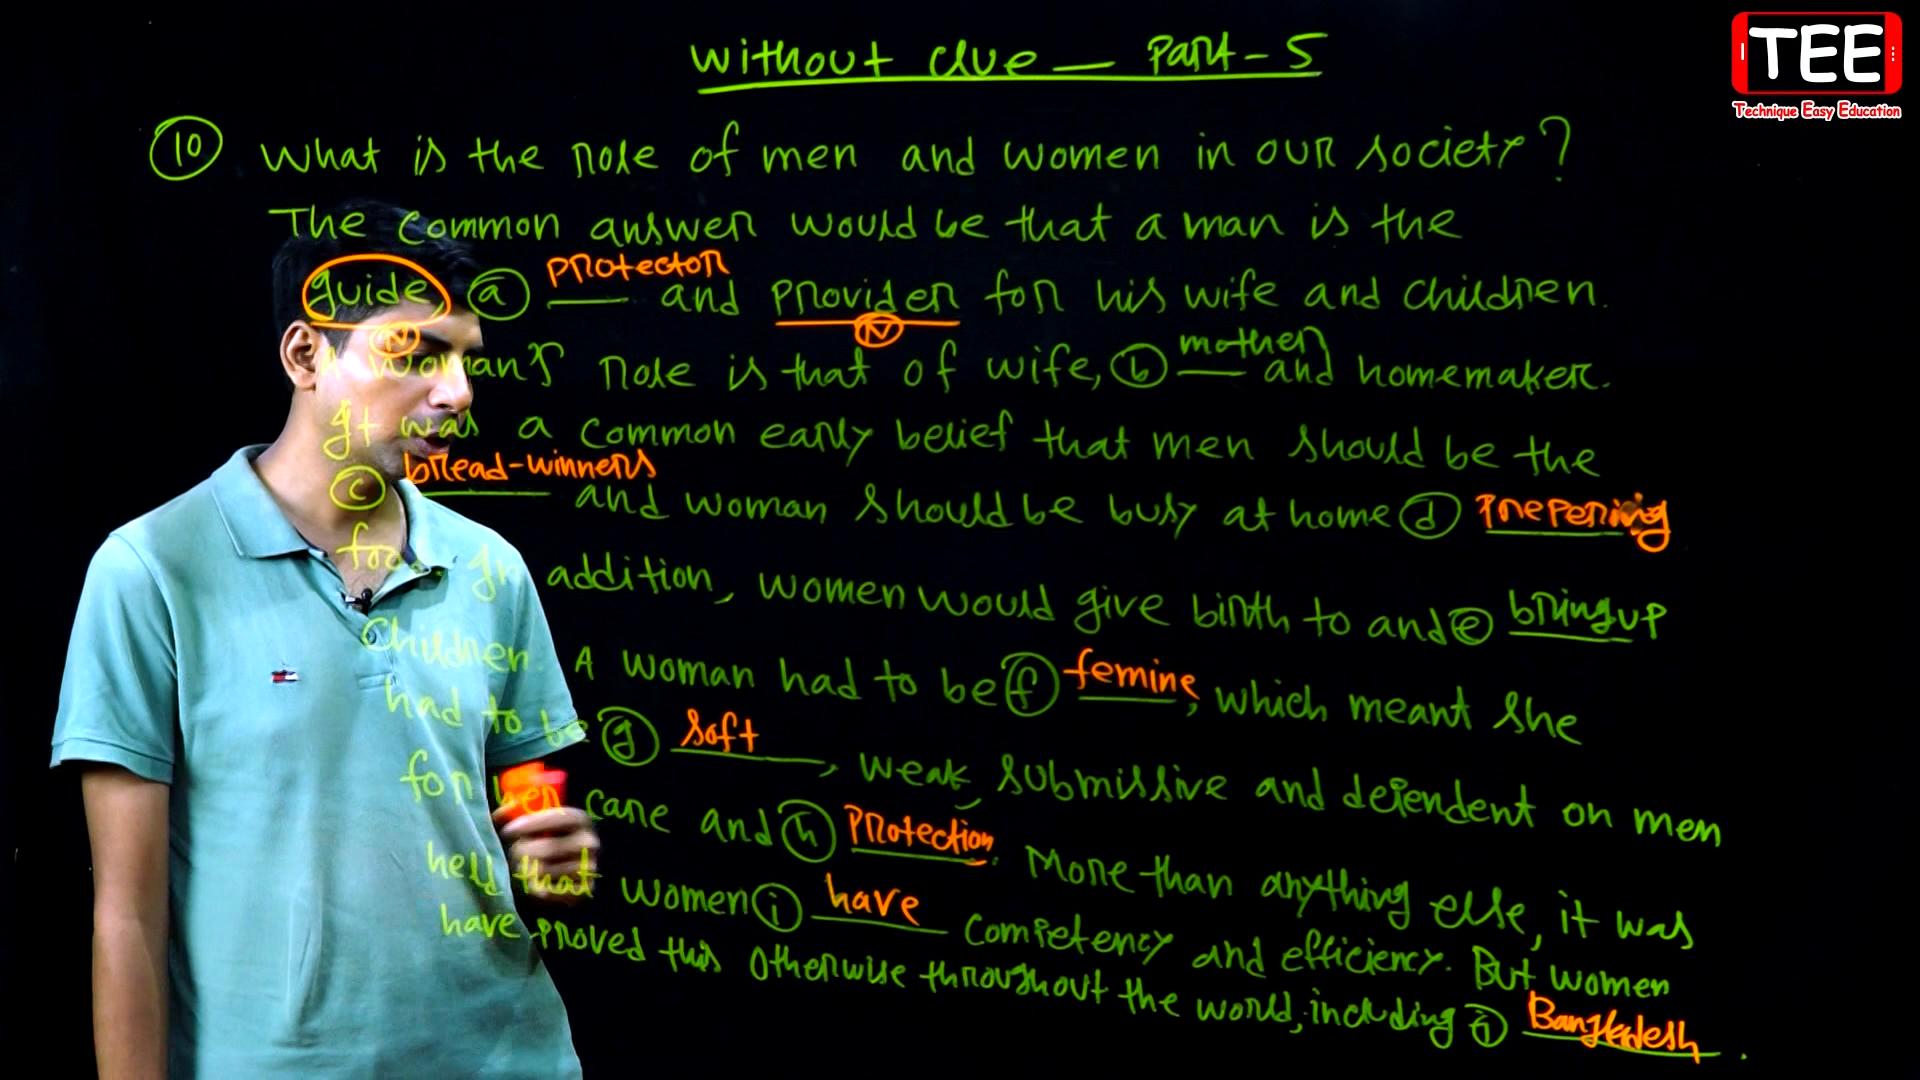 Without clue — Part - 5
TEE
Technique Easy Education
10 What is the role of men and women in our society?
The common answer would be that a man is the
guide, a protector and provider for his wife and children.
N N
A woman's role is that of wife, b mother and homemaker.
It was a common early belief that men should be the
c bread-winners and woman should be busy at home d prepering
food. In addition, women would give birth to and e bring up
children. A woman had to be f femine, which meant she
had to be g soft, weak, submissive and dependent on men
for her care and h protection. More than anything else, it was
held that women i have competency and efficiency. But women
have proved this otherwise throughout the world, including j Bangladesh.